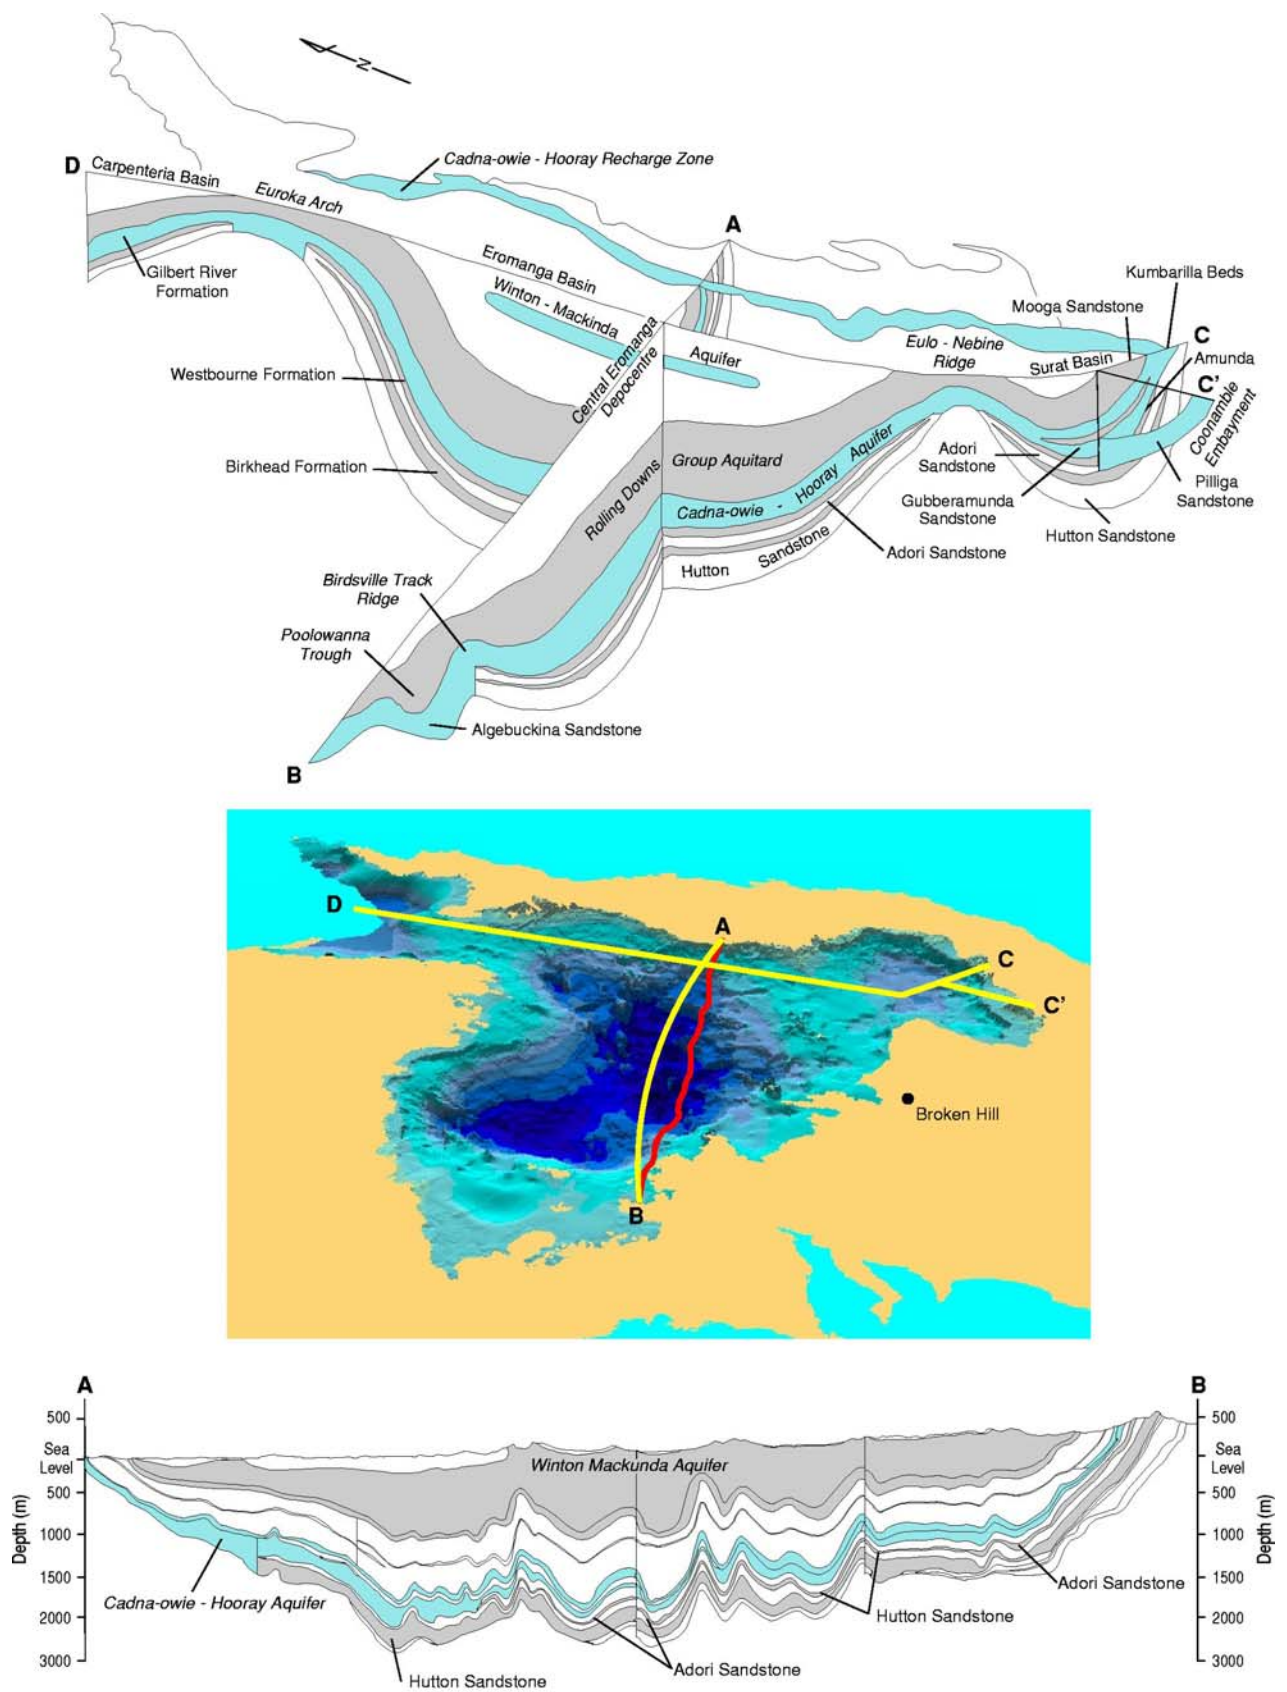 N
D
Carpenteria Basin
Euroka Arch
Cadna-owie - Hooray Recharge Zone
A
Gilbert River
Formation
Eromanga Basin
Winton - Mackinda
Aquifer
Central Eromanga
Depocentre
Kumbarilla Beds
Mooga Sandstone
Eulo - Nebine
Ridge
Surat Basin
C
Amunda
C'
Coonamble
Embayment
Westbourne Formation
Birkhead Formation
Rolling Downs
Group Aquitard
Cadna-owie - Hooray Aquifer
Adori
Sandstone
Gubberamunda
Sandstone
Pilliga
Sandstone
Hutton Sandstone
Adori Sandstone
Hutton Sandstone
Birdsville Track
Ridge
Poolowanna
Trough
Algebuckina Sandstone
B
D
A
C
C'
Broken Hill
B
A
B
500
Sea
Level
500
1000
1500
2000
3000
Depth (m)
Winton Mackunda Aquifer
Cadna-owie - Hooray Aquifer
Hutton Sandstone
Adori Sandstone
Hutton Sandstone
Adori Sandstone
500
Sea
Level
500
1000
1500
2000
3000
Depth (m)